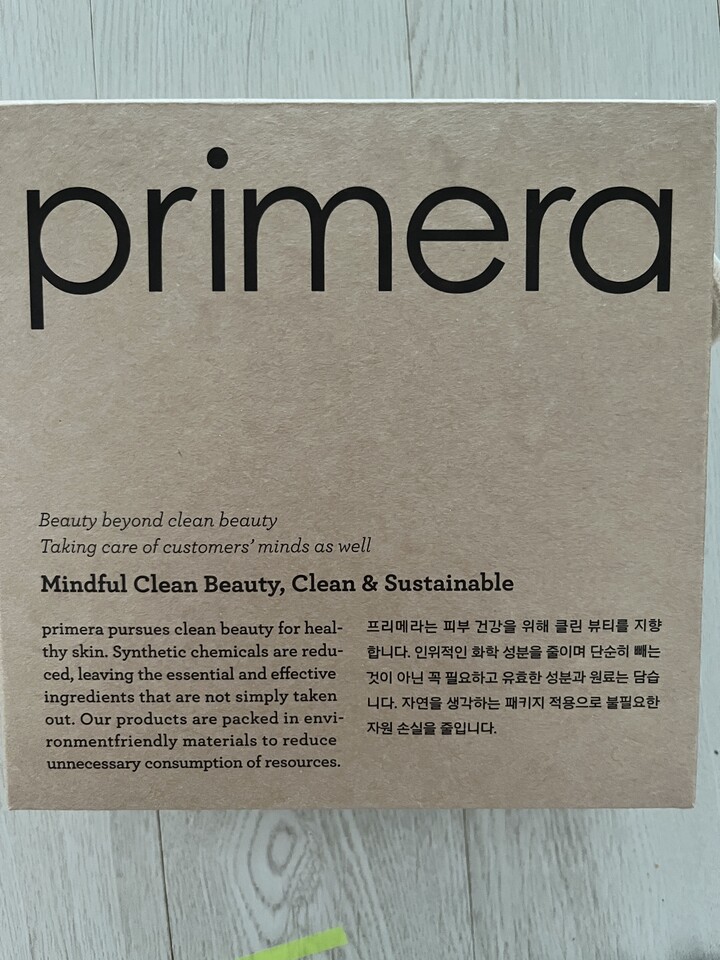 primera
Beauty beyond clean beauty
Taking care of customers' minds as well
Mindful Clean Beauty, Clean & Sustainable
primera pursues clean beauty for heal-
thy skin. Synthetic chemicals are redu-
ced, leaving the essential and effective
ingredients that are not simply taken
out. Our products are packed in envi-
ronmentfriendly materials to reduce
unnecessary consumption of resources.
프리메라는 피부 건강을 위해 클린 뷰티를 지향
합니다. 인위적인 화학 성분을 줄이며 단순히 빼는
것이 아닌 꼭 필요하고 유효한 성분과 원료는 담습
니다. 자연을 생각하는 패키지 적용으로 불필요한
자원 손실을 줄입니다.